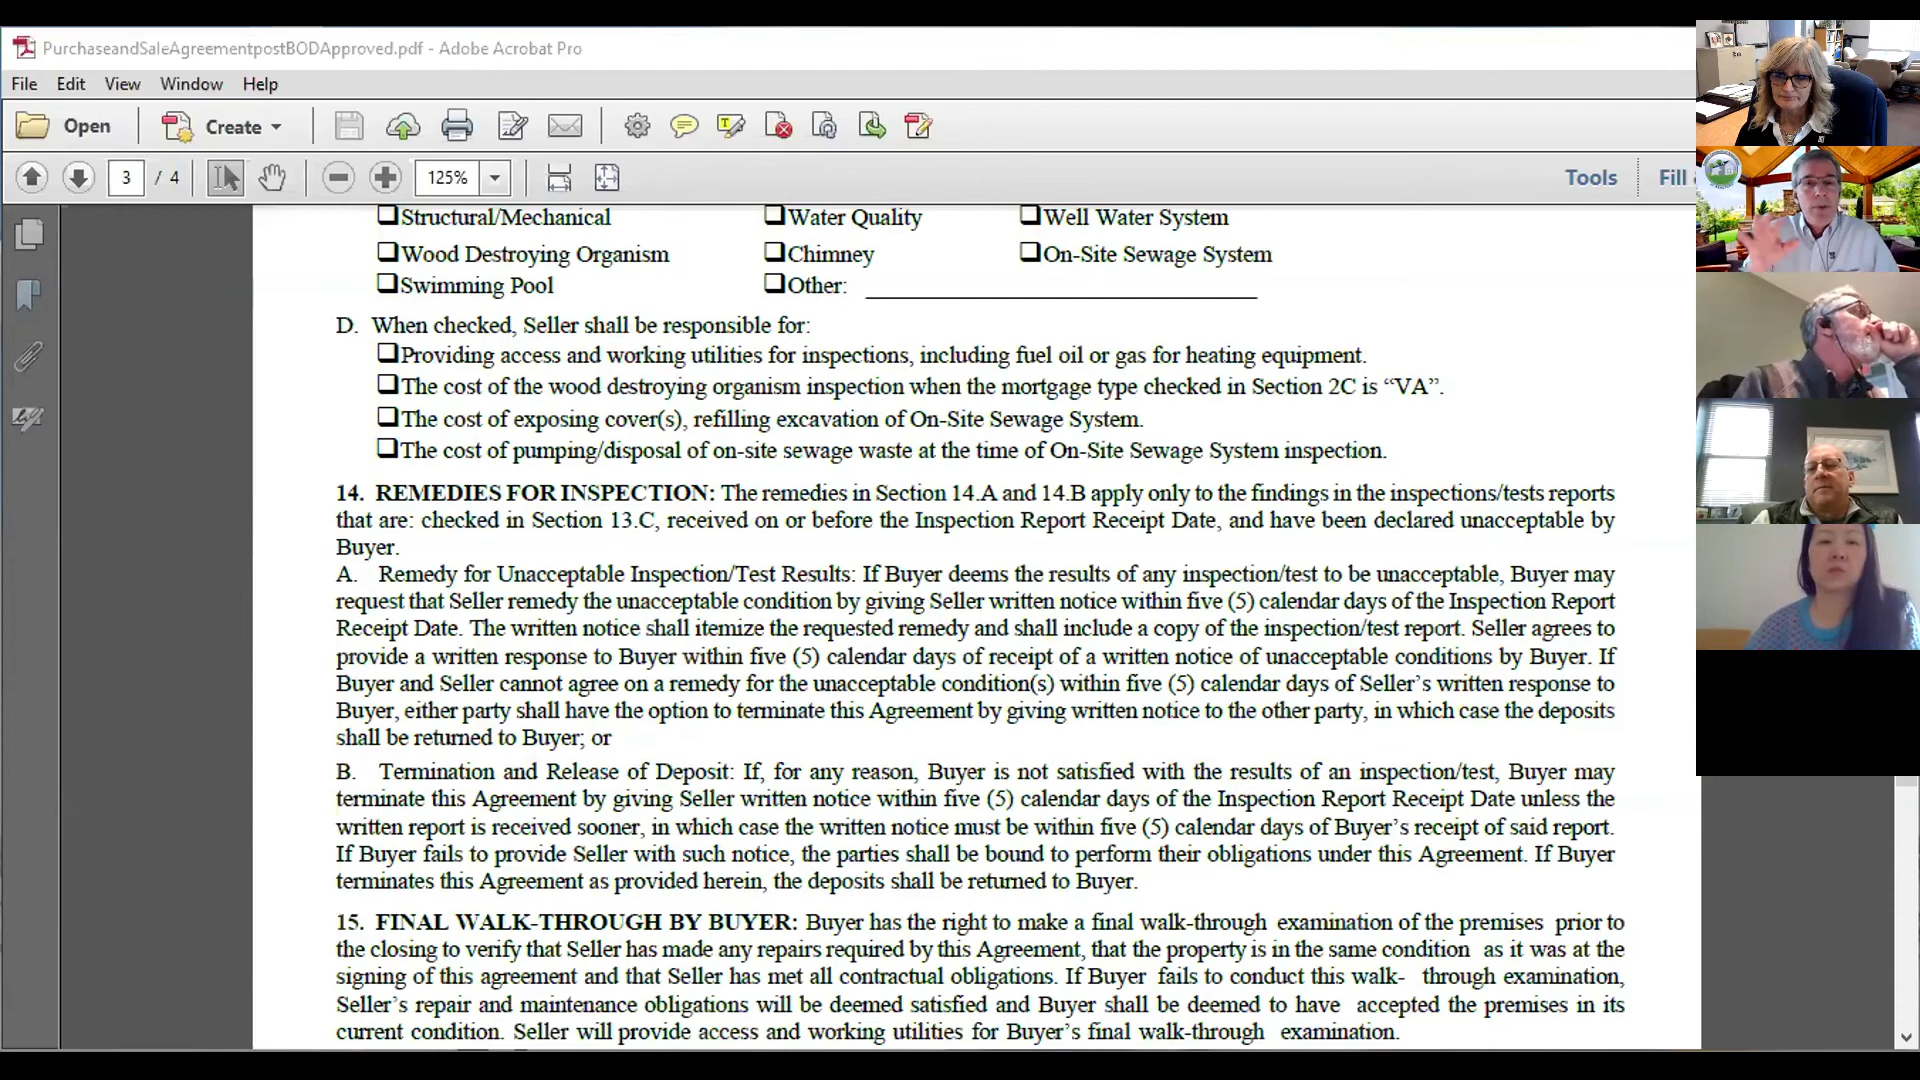 PurchaseandSaleAgreementpostBODApproved.pdf - Adobe Acrobat Pro
File Edit View Window Help
Open Create
3 / 4 125% Tools Fill
Structural/Mechanical Water Quality Well Water System
Wood Destroying Organism Chimney On-Site Sewage System
Swimming Pool Other:
D. When checked, Seller shall be responsible for:
Providing access and working utilities for inspections, including fuel oil or gas for heating equipment.
The cost of the wood destroying organism inspection when the mortgage type checked in Section 2C is “VA”.
The cost of exposing cover(s), refilling excavation of On-Site Sewage System.
The cost of pumping/disposal of on-site sewage waste at the time of On-Site Sewage System inspection.
14. REMEDIES FOR INSPECTION: The remedies in Section 14.A and 14.B apply only to the findings in the inspections/tests reports
that are: checked in Section 13.C, received on or before the Inspection Report Receipt Date, and have been declared unacceptable by
Buyer.
A. Remedy for Unacceptable Inspection/Test Results: If Buyer deems the results of any inspection/test to be unacceptable, Buyer may
request that Seller remedy the unacceptable condition by giving Seller written notice within five (5) calendar days of the Inspection Report
Receipt Date. The written notice shall itemize the requested remedy and shall include a copy of the inspection/test report. Seller agrees to
provide a written response to Buyer within five (5) calendar days of receipt of a written notice of unacceptable conditions by Buyer. If
Buyer and Seller cannot agree on a remedy for the unacceptable condition(s) within five (5) calendar days of Seller’s written response to
Buyer, either party shall have the option to terminate this Agreement by giving written notice to the other party, in which case the deposits
shall be returned to Buyer; or
B. Termination and Release of Deposit: If, for any reason, Buyer is not satisfied with the results of an inspection/test, Buyer may
terminate this Agreement by giving Seller written notice within five (5) calendar days of the Inspection Report Receipt Date unless the
written report is received sooner, in which case the written notice must be within five (5) calendar days of Buyer’s receipt of said report.
If Buyer fails to provide Seller with such notice, the parties shall be bound to perform their obligations under this Agreement. If Buyer
terminates this Agreement as provided herein, the deposits shall be returned to Buyer.
15. FINAL WALK-THROUGH BY BUYER: Buyer has the right to make a final walk-through examination of the premises prior to
the closing to verify that Seller has made any repairs required by this Agreement, that the property is in the same condition as it was at the
signing of this agreement and that Seller has met all contractual obligations. If Buyer fails to conduct this walk- through examination,
Seller’s repair and maintenance obligations will be deemed satisfied and Buyer shall be deemed to have accepted the premises in its
current condition. Seller will provide access and working utilities for Buyer’s final walk-through examination.